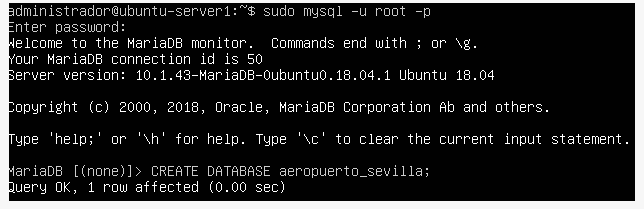 administrador@ubuntu-server1:~$ sudo mysql -u root -p
Enter password:
Welcome to the MariaDB monitor.  Commands end with ; or \g.
Your MariaDB connection id is 50
Server version: 10.1.43-MariaDB-0ubuntu0.18.04.1 Ubuntu 18.04
Copyright (c) 2000, 2018, Oracle, MariaDB Corporation Ab and others.
Type 'help;' or '\h' for help. Type '\c' to clear the current input statement.
MariaDB [(none)]> CREATE DATABASE aeropuerto_sevilla;
Query OK, 1 row affected (0.00 sec)